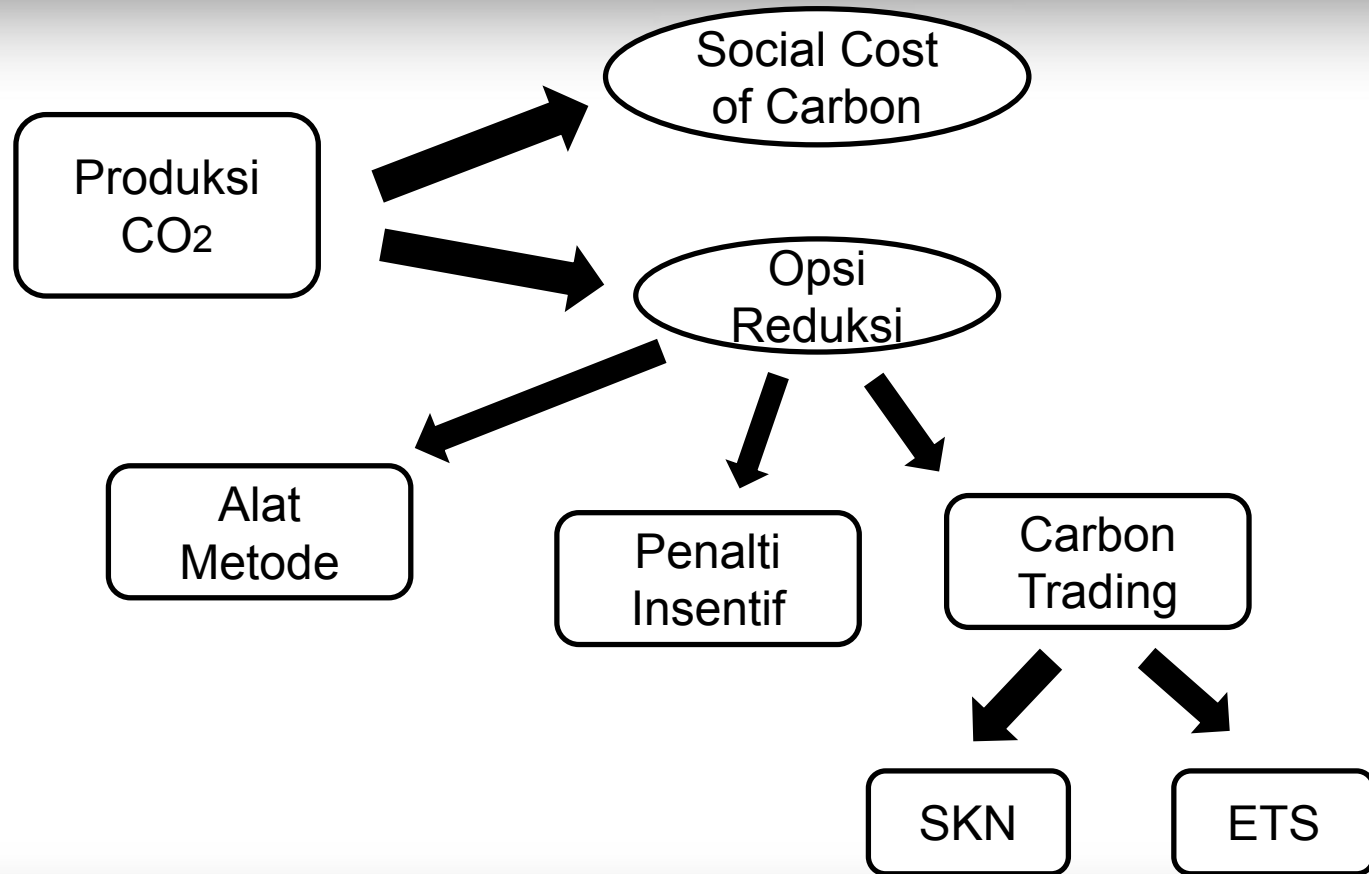 Social Cost
of Carbon
Produksi
CO2
Opsi
Reduksi
Alat
Metode
Penalti
Insentif
Carbon
Trading
SKN
ETS